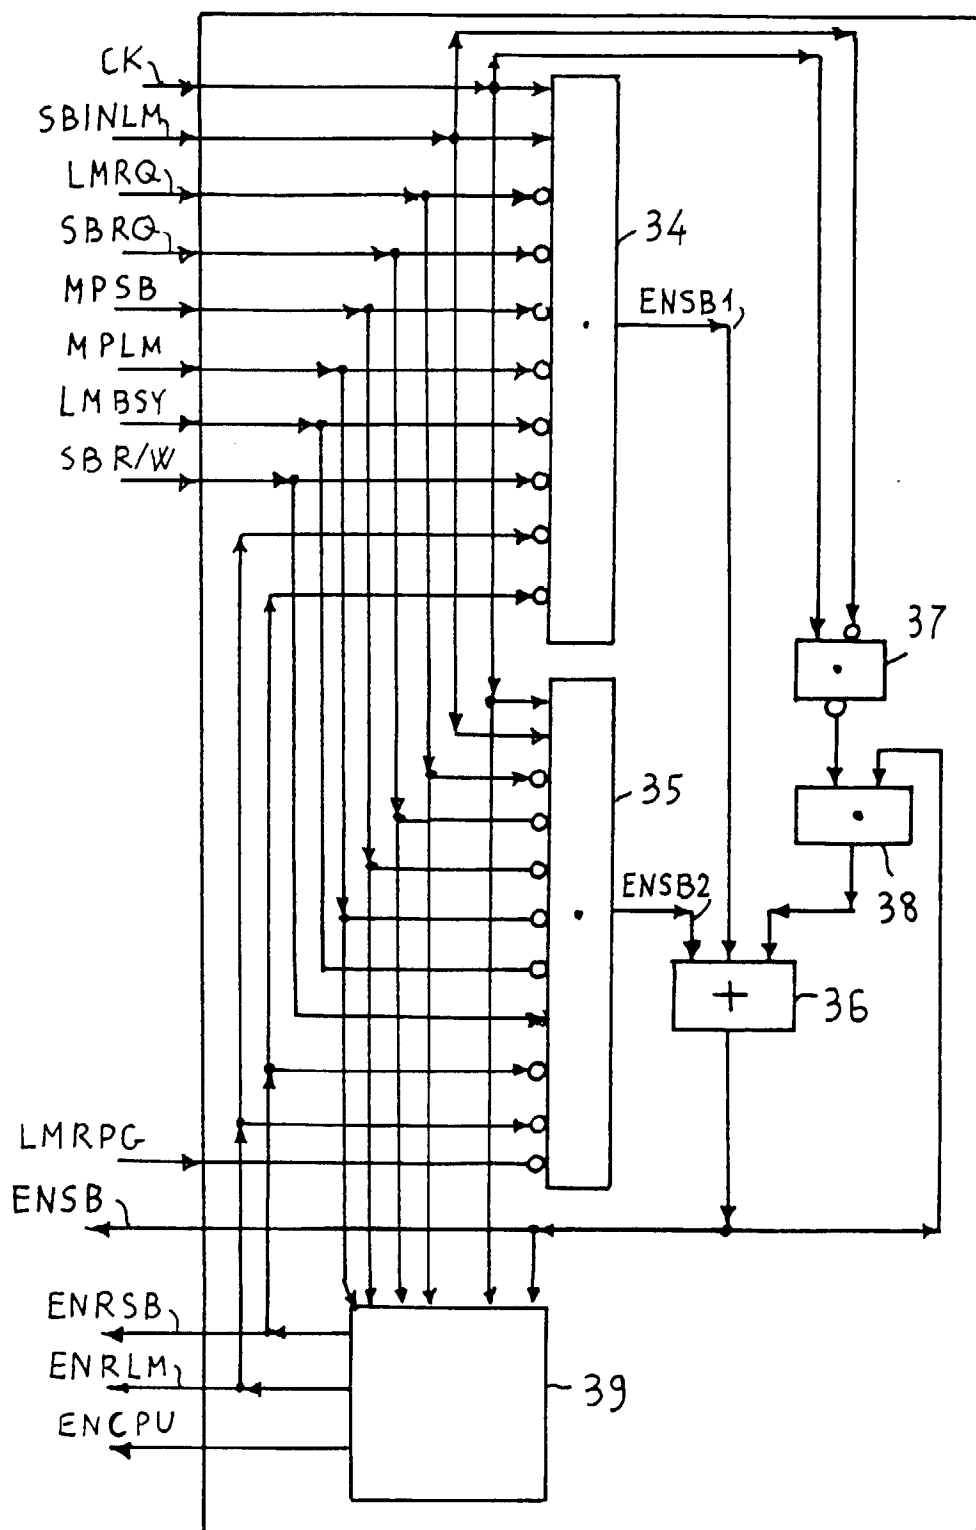 CK
SBINLM
LMRQ
SBRQ
34
MPSB
ENSB1
MPLM
LMBSY
SBR/W
37
35
ENSB2
38
+
36
LMRPG
ENSB
ENRSB
ENRLM
39
ENCPU